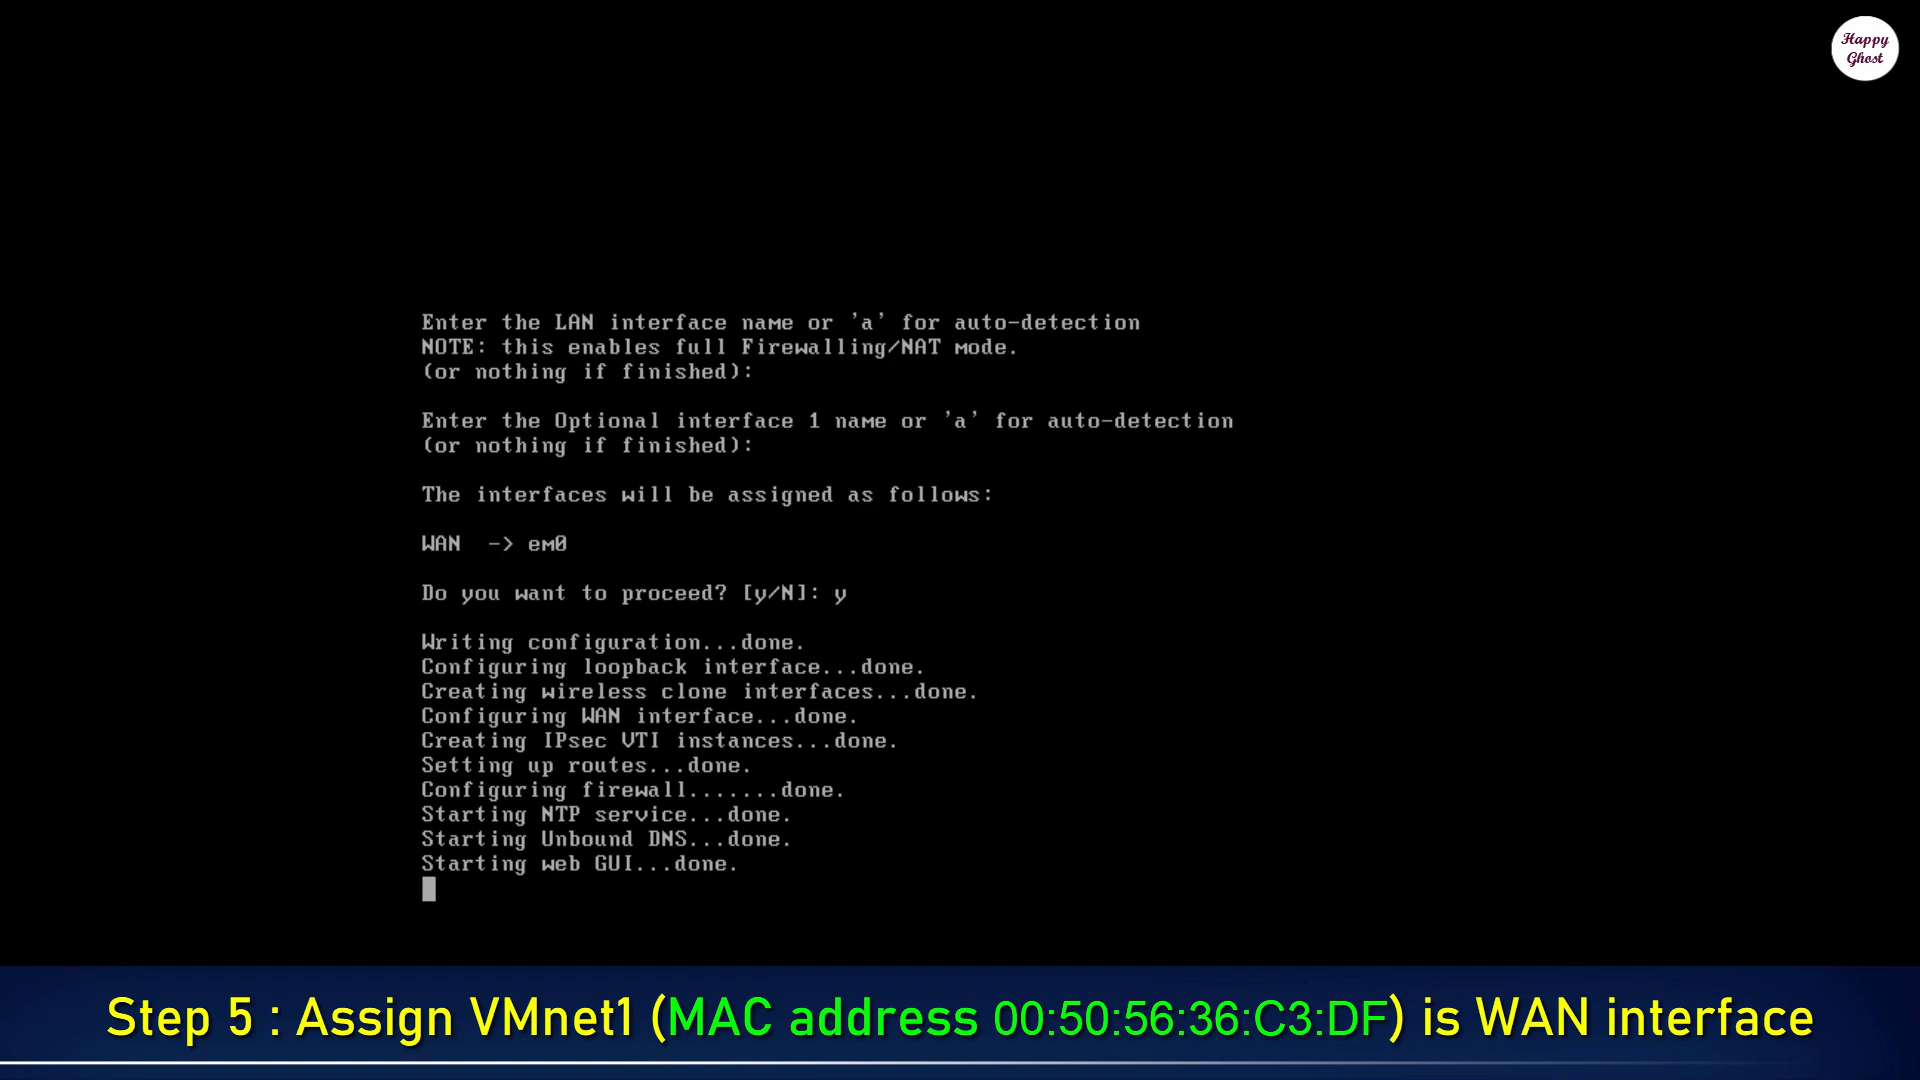 Happy
Ghost
Enter the LAN interface name or 'a' for auto-detection
NOTE: this enables full Firewalling/NAT mode.
(or nothing if finished):
Enter the Optional interface 1 name or 'a' for auto-detection
(or nothing if finished):
The interfaces will be assigned as follows:
WAN  -> em0
Do you want to proceed? [y/N]: y
Writing configuration...done.
Configuring loopback interface...done.
Creating wireless clone interfaces...done.
Configuring WAN interface...done.
Creating IPsec VTI instances...done.
Setting up routes...done.
Configuring firewall.......done.
Starting NTP service...done.
Starting Unbound DNS...done.
Starting web GUI...done.
Step 5 : Assign VMnet1 (MAC address 00:50:56:36:C3:DF) is WAN interface